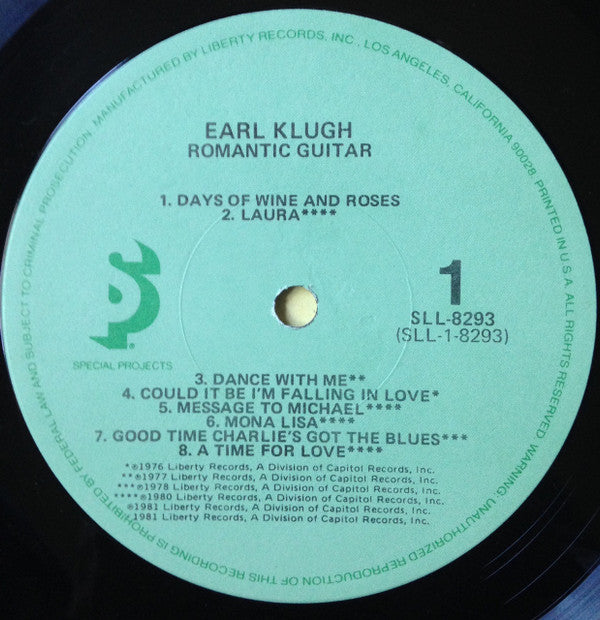 MANUFACTURED BY LIBERTY RECORDS, INC., LOS ANGELES, CALIFORNIA 90028. PRINTED IN U S A. ALL RIGHTS RESERVED. WARNING: UNAUTHORIZED REPRODUCTION OF THIS RECORDING IS PROHIBITED BY FEDERAL LAW AND SUBJECT TO CRIMINAL PROSECUTION.
EARL KLUGH
ROMANTIC GUITAR
1. DAYS OF WINE AND ROSES
2. LAURA****
1
SLL-8293
(SLL-1-8293)
SPECIAL PROJECTS
3. DANCE WITH ME**
4. COULD IT BE I'M FALLING IN LOVE*
5. MESSAGE TO MICHAEL****
6. MONA LISA****
7. GOOD TIME CHARLIE'S GOT THE BLUES***
8. A TIME FOR LOVE****
*℗1976 Liberty Records, A Division of Capitol Records, Inc.
**℗1977 Liberty Records, A Division of Capitol Records, Inc.
***℗1978 Liberty Records, A Division of Capitol Records, Inc.
****℗1980 Liberty Records, A Division of Capitol Records, Inc.
℗1981 Liberty Records, A Division of Capitol Records, Inc.
1981 Liberty Records, A Division of Capitol Records, Inc.